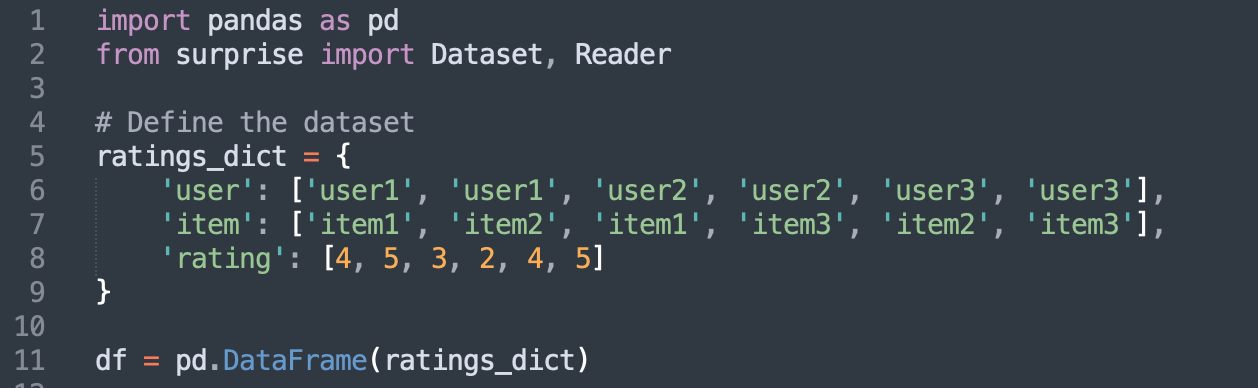 1 import pandas as pd
2 from surprise import Dataset, Reader
3
4 # Define the dataset
5 ratings_dict = {
6     'user': ['user1', 'user1', 'user2', 'user2', 'user3', 'user3'],
7     'item': ['item1', 'item2', 'item1', 'item3', 'item2', 'item3'],
8     'rating': [4, 5, 3, 2, 4, 5]
9 }
10
11 df = pd.DataFrame(ratings_dict)